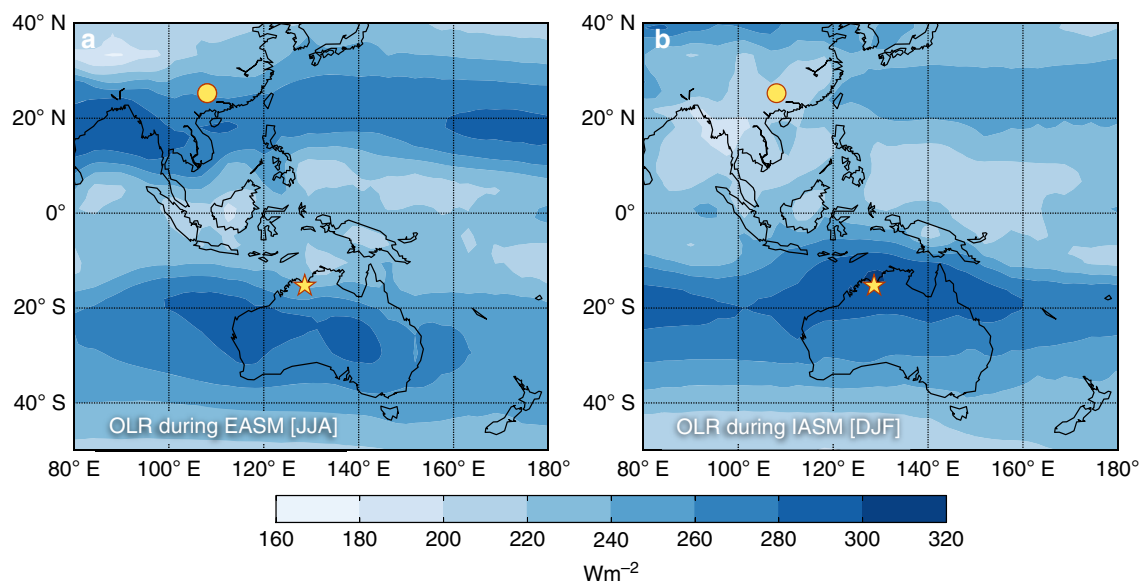 a
40° N
20° N
0°
20° S
40° S
OLR during EASM [JJA]
80° E 100° E 120° E 140° E 160° E 180°
b
40° N
20° N
0°
20° S
40° S
OLR during IASM [DJF]
80° E 100° E 120° E 140° E 160° E 180°
160 180 200 220 240 260 280 300 320
Wm⁻²